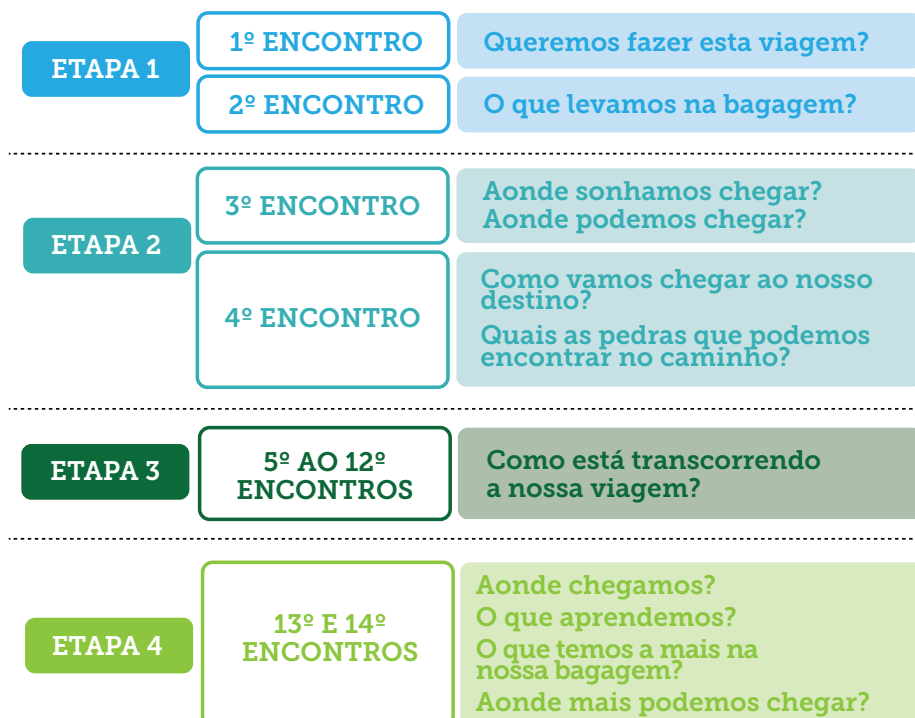 ETAPA 1
1º ENCONTRO
Queremos fazer esta viagem?
2º ENCONTRO
O que levamos na bagagem?
ETAPA 2
3º ENCONTRO
Aonde sonhamos chegar?
Aonde podemos chegar?
4º ENCONTRO
Como vamos chegar ao nosso
destino?
Quais as pedras que podemos
encontrar no caminho?
ETAPA 3
5º AO 12º
ENCONTROS
Como está transcorrendo
a nossa viagem?
ETAPA 4
13º E 14º
ENCONTROS
Aonde chegamos?
O que aprendemos?
O que temos a mais na
nossa bagagem?
Aonde mais podemos chegar?